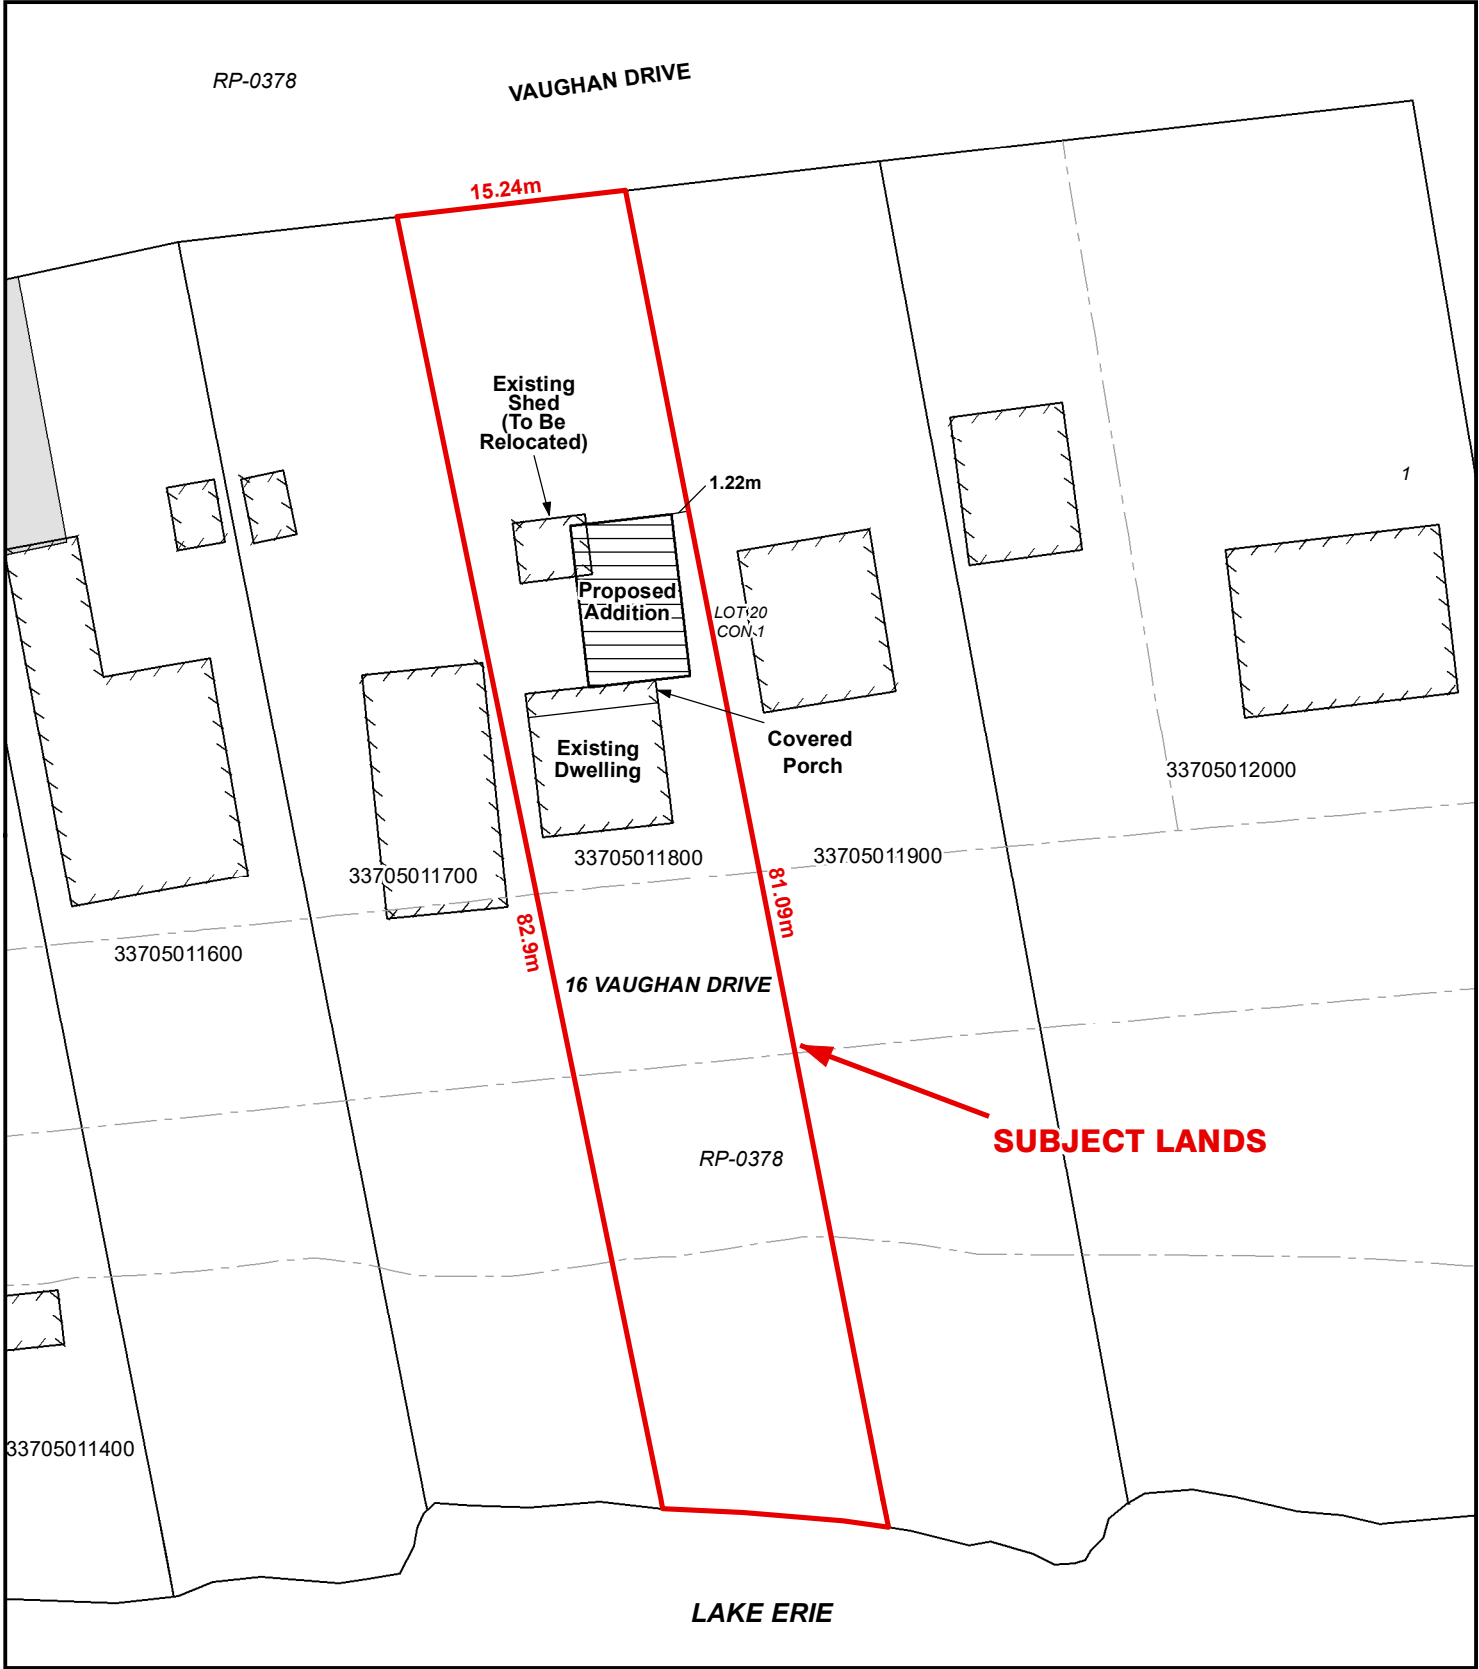 RP-0378
VAUGHAN DRIVE
15.24m
Existing
Shed
(To Be
Relocated)
1.22m
1
Proposed
Addition
LOT 20
CON 1
Covered
Porch
Existing
Dwelling
33705012000
33705011800
33705011900
33705011700
81.09m
82.9m
33705011600
16 VAUGHAN DRIVE
SUBJECT LANDS
RP-0378
33705011400
LAKE ERIE